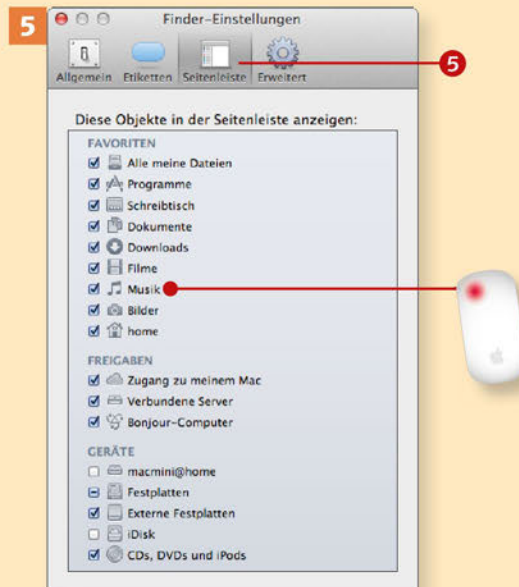 5
Finder-Einstellungen
Allgemein Etiketten Seitenleiste Erweitert
5
Diese Objekte in der Seitenleiste anzeigen:
FAVORITEN
Alle meine Dateien
Programme
Schreibtisch
Dokumente
Downloads
Filme
Musik
Bilder
home
FREIGABEN
Zugang zu meinem Mac
Verbundene Server
Bonjour-Computer
GERÄTE
macmini@home
Festplatten
Externe Festplatten
iDisk
CDs, DVDs und iPods